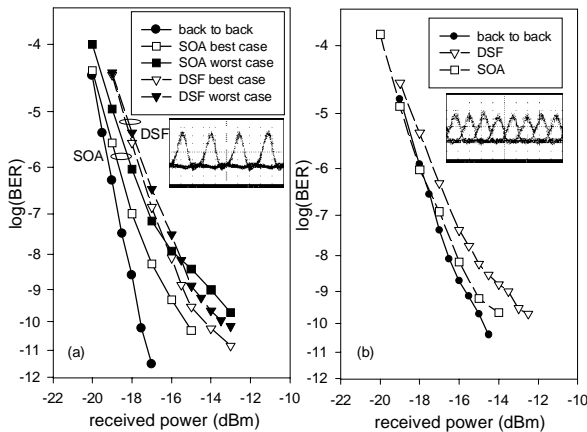 back to back
SOA best case
SOA worst case
DSF best case
DSF worst case
DSF
SOA
(a)
log(BER)
-4
-5
-6
-7
-8
-9
-10
-11
-12
-22 -20 -18 -16 -14 -12 -10
received power (dBm)
back to back
DSF
SOA
(b)
log(BER)
-4
-5
-6
-7
-8
-9
-10
-11
-12
-22 -20 -18 -16 -14 -12 -10
received power (dBm)